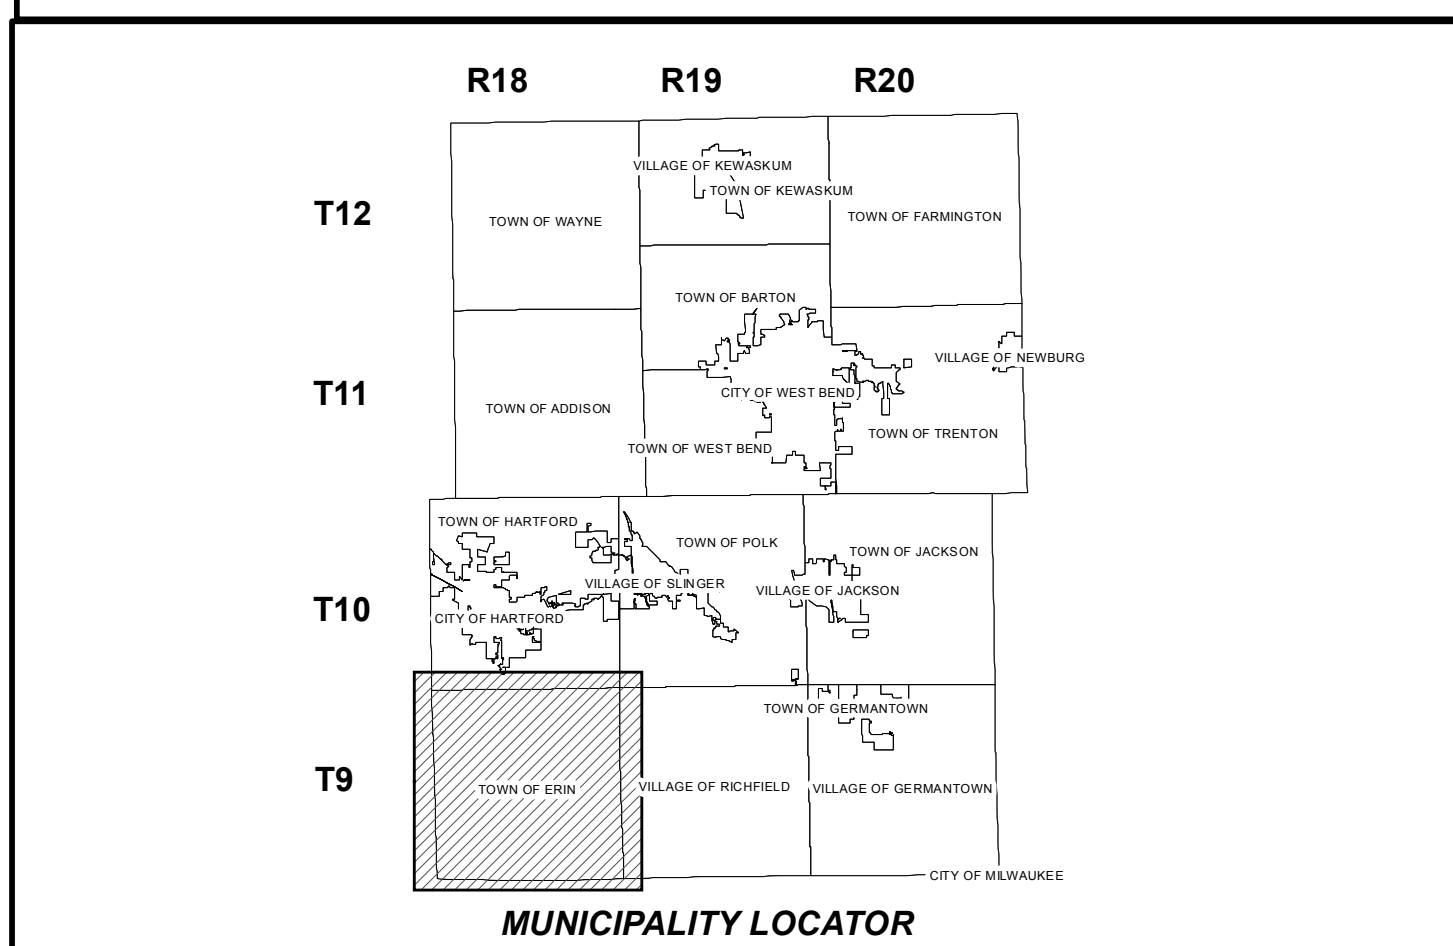 R18 R19 R20
VILLAGE OF KEWASKUM
TOWN OF KEWASKUM
T12
TOWN OF WAYNE
TOWN OF FARMINGTON
TOWN OF BARTON
VILLAGE OF NEWBURG
T11
CITY OF WEST BEND
TOWN OF ADDISON
TOWN OF TRENTON
TOWN OF WEST BEND
TOWN OF HARTFORD
TOWN OF POLK
TOWN OF JACKSON
VILLAGE OF SLINGER
VILLAGE OF JACKSON
T10
CITY OF HARTFORD
TOWN OF GERMANTOWN
T9
TOWN OF ERIN
VILLAGE OF RICHFIELD
VILLAGE OF GERMANTOWN
CITY OF MILWAUKEE
MUNICIPALITY LOCATOR